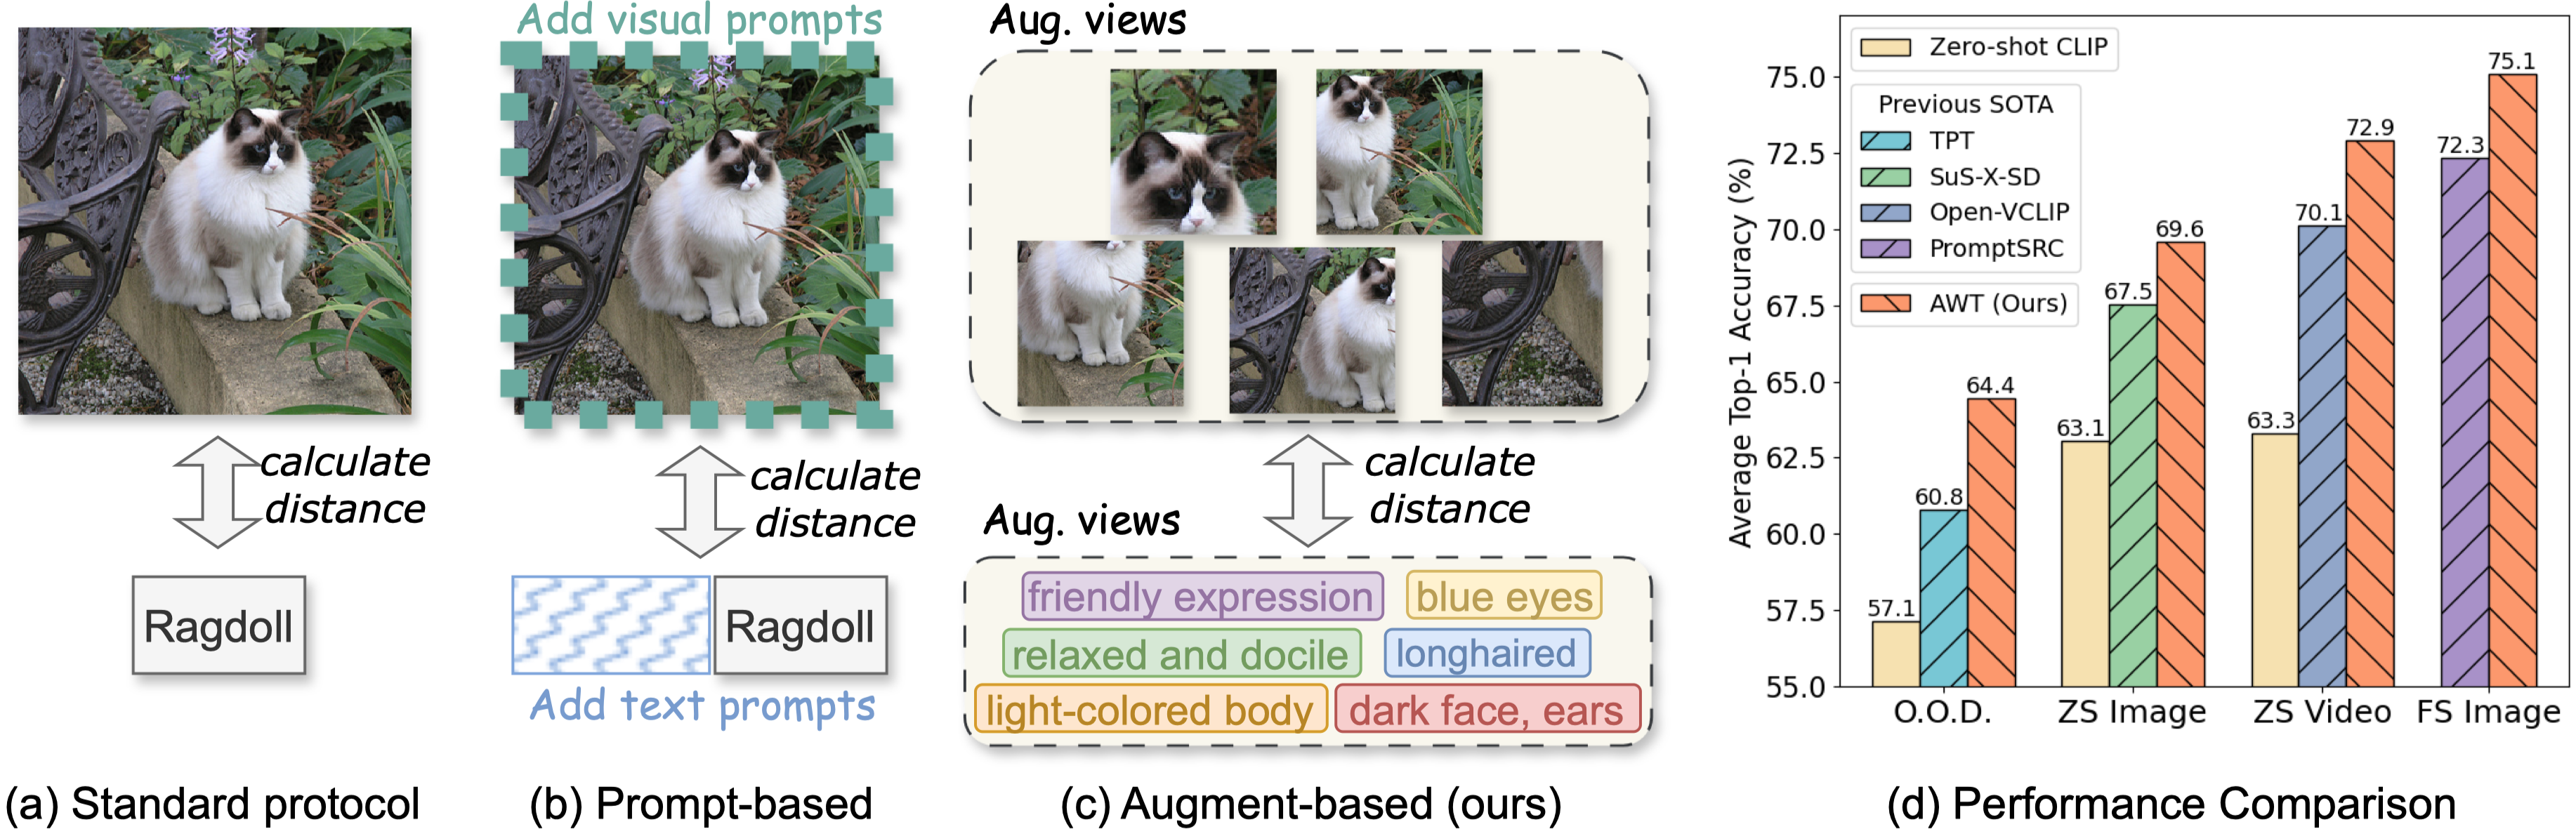 Add visual prompts
calculate
distance
Ragdoll
(a) Standard protocol
calculate
distance
Ragdoll
Add text prompts
(b) Prompt-based
Aug. views
calculate
distance
Aug. views
friendly expression
blue eyes
relaxed and docile
longhaired
light-colored body
dark face, ears
(c) Augment-based (ours)
Average Top-1 Accuracy (%)
75.0
72.5
70.0
67.5
65.0
62.5
60.0
57.5
55.0
Zero-shot CLIP
Previous SOTA
TPT
SuS-X-SD
Open-VCLIP
PromptSRC
AWT (Ours)
57.1
60.8
64.4
63.1
67.5
69.6
63.3
70.1
72.9
72.3
75.1
O.O.D.
ZS Image
ZS Video
FS Image
(d) Performance Comparison